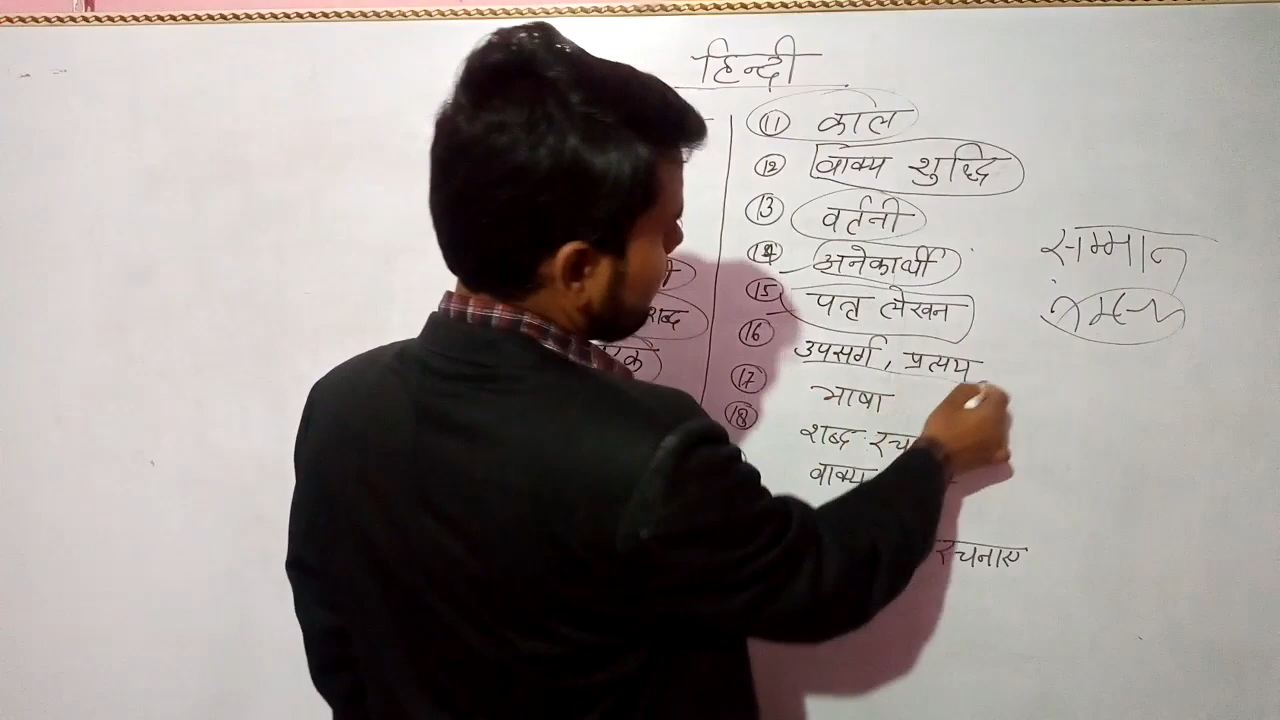 हिन्दी
11 काल
12 वाक्य शुद्धि
13 वर्तनी
14 अनेकार्थी
15 पत्र लेखन
16 उपसर्ग, प्रत्यय
17 भाषा
18 शब्द रच
वाक्य
रचनाए
शब्द
सम्मान